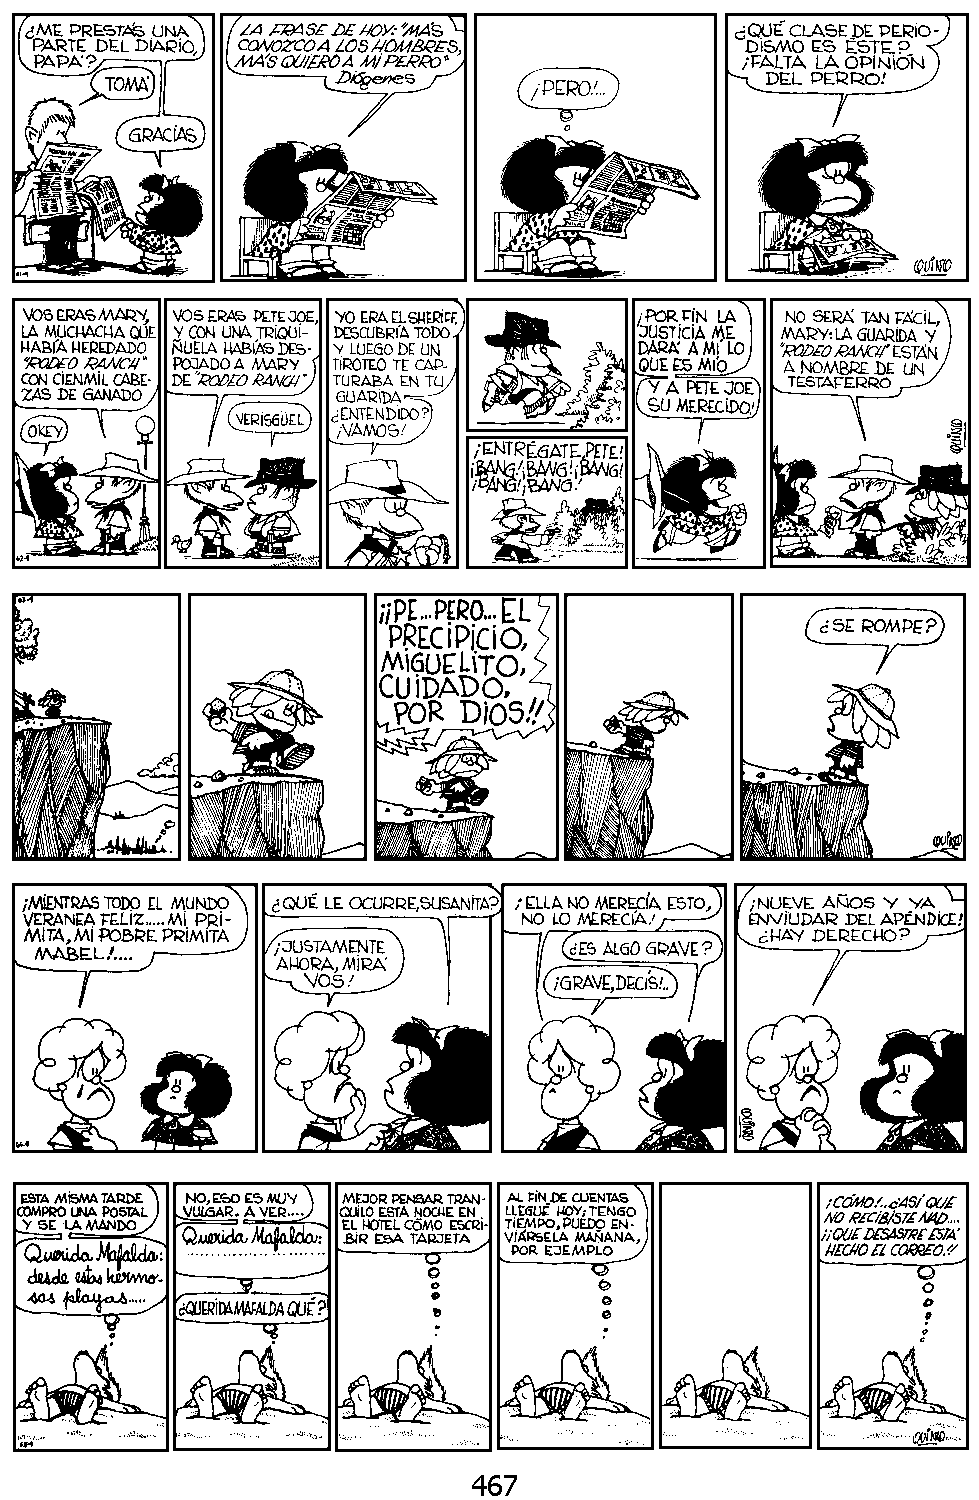 ¿ME PRESTÁS UNA
PARTE DEL DIARIO,
PAPÁ?
TOMÁ
GRACIAS
LA FRASE DE HOY: "MÁS
CONOZCO A LOS HOMBRES,
MÁS QUIERO A MI PERRO"
Diógenes
¡PERO!..
¿QUÉ CLASE DE PERIO-
DISMO ES ÉSTE?
¡FALTA LA OPINIÓN
DEL PERRO!
QUINO
VOS ERAS MARY,
LA MUCHACHA QUE
HABÍA HEREDADO
"RODEO RANCH"
CON CIENMIL CABE-
ZAS DE GANADO
OKEY
VOS ERAS PETE JOE,
Y CON UNA TRIQUI-
ÑUELA HABÍAS DES-
POJADO A MARY
DE "RODEO RANCH"
VERISGÜEL
YO ERA EL SHERIFF,
DESCUBRÍA TODO
Y LUEGO DE UN
TIROTEO TE CAP-
TURABA EN TU
GUARIDA
¿ENTENDIDO?
¡VAMOS!
¡ENTRÉGATE, PETE!
¡BANG! ¡BANG! ¡BANG!
¡BANG! ¡BANG!
¡POR FIN LA
JUSTICIA ME
DARÁ A MÍ LO
QUE ES MÍO
Y A PETE JOE
SU MERECIDO!
NO SERÁ TAN FÁCIL,
MARY: LA GUARIDA Y
"RODEO RANCH" ESTÁN
A NOMBRE DE UN
TESTAFERRO
QUINO
¡¡PE...PERO...EL
PRECIPICIO,
MIGUELITO,
CUIDADO,
POR DIOS!!
¿SE ROMPE?
QUINO
¡MIENTRAS TODO EL MUNDO
VERANEA FELIZ..... MI PRI-
MITA, MI POBRE PRIMITA
MABEL!....
¿QUÉ LE OCURRE, SUSANITA?
¡JUSTAMENTE
AHORA, MIRÁ
VOS!
¡ELLA NO MERECÍA ESTO,
NO LO MERECÍA!
¿ES ALGO GRAVE?
¡GRAVE, DECÍS!..
¡NUEVE AÑOS Y YA
ENVIUDAR DEL APÉNDICE!
¿HAY DERECHO?
QUINO
ESTA MISMA TARDE
COMPRO UNA POSTAL
Y SE LA MANDO
Querida Mafalda:
desde estas hermo-
sas playas.....
NO, ESO ES MUY
VULGAR. A VER....
Querida Mafalda:
¿QUERIDA MAFALDA QUÉ?
MEJOR PENSAR TRAN-
QUILO ESTA NOCHE EN
EL HOTEL CÓMO ESCRI-
BIR ESA TARJETA
AL FIN DE CUENTAS
LLEGUÉ HOY; TENGO
TIEMPO, PUEDO EN-
VIÁRSELA MAÑANA,
POR EJEMPLO
¡CÓMO!.. ¿ASÍ QUE
NO RECIBISTE NAD...
¡¡QUE DESASTRE ESTÁ
HECHO EL CORREO!!
QUINO
467